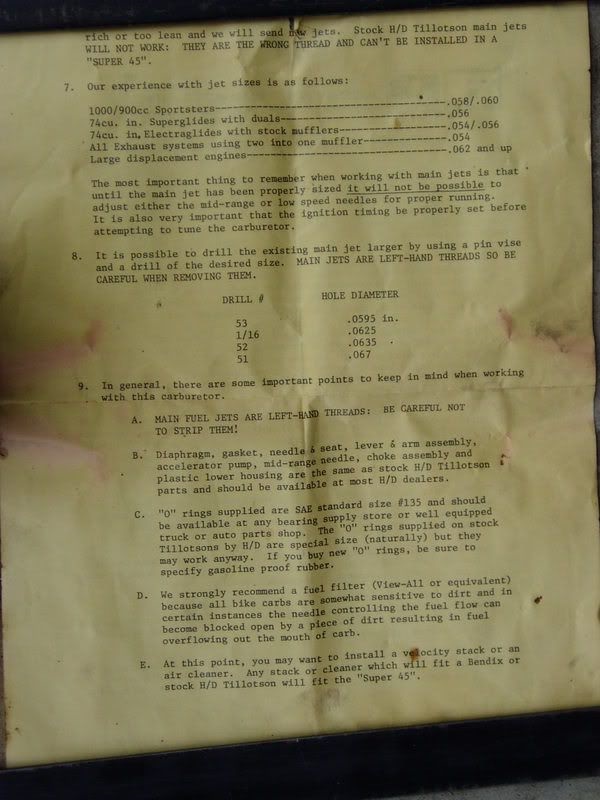 rich or too lean and we will send new jets. Stock H/D Tillotson main jets
WILL NOT WORK: THEY ARE THE WRONG THREAD AND CAN'T BE INSTALLED IN A
"SUPER 45".
7. Our experience with jet sizes is as follows:
1000/900cc Sportsters-----------------------------------.058/.060
74cu. in. Superglides with duals-------------------------.056
74cu. in. Electraglides with stock mufflers----------------.054/.056
All Exhaust systems using two into one muffler-------------.054
Large displacement engines------------------------------.062 and up
The most important thing to remember when working with main jets is that
until the main jet has been properly sized it will not be possible to
adjust either the mid-range or low speed needles for proper running.
It is also very important that the ignition timing be properly set before
attempting to tune the carburetor.
8. It is possible to drill the existing main jet larger by using a pin vise
and a drill of the desired size. MAIN JETS ARE LEFT-HAND THREADS SO BE
CAREFUL WHEN REMOVING THEM.
DRILL # HOLE DIAMETER
53 .0595 in.
1/16 .0625
52 .0635
51 .067
9. In general, there are some important points to keep in mind when working
with this carburetor.
A. MAIN FUEL JETS ARE LEFT-HAND THREADS: BE CAREFUL NOT
TO STRIP THEM!
B. Diaphragm, gasket, needle & seat, lever & arm assembly,
accelerator pump, mid-range needle, choke assembly and
plastic lower housing are the same as stock H/D Tillotson
parts and should be available at most H/D dealers.
C. "O" rings supplied are SAE standard size #135 and should
be available at any bearing supply store or well equipped
truck or auto parts shop. The "O" rings supplied on stock
Tillotsons by H/D are special size (naturally) but they
may work anyway. If you buy new "O" rings, be sure to
specify gasoline proof rubber.
D. We strongly recommend a fuel filter (View-All or equivalent)
because all bike carbs are somewhat sensitive to dirt and in
certain instances the needle controlling the fuel flow can
become blocked open by a piece of dirt resulting in fuel
overflowing out the mouth of carb.
E. At this point, you may want to install a velocity stack or an
air cleaner. Any stack or cleaner which will fit a Bendix or
stock H/D Tillotson will fit the "Super 45".